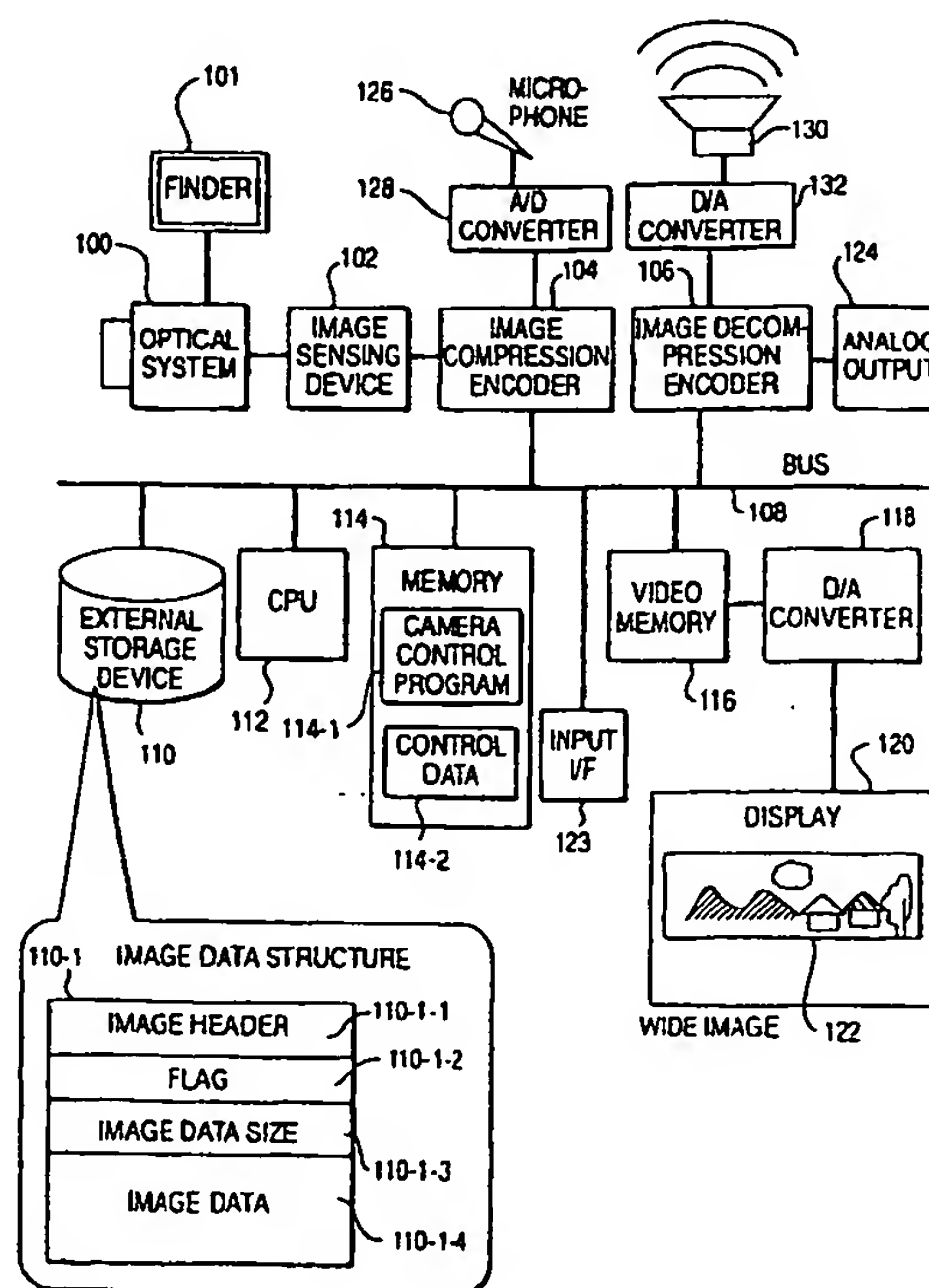 101
FINDER
126
MICRO-
PHONE
130
128
A/D
CONVERTER
D/A
CONVERTER
132
100
OPTICAL
SYSTEM
102
IMAGE
SENSING
DEVICE
104
IMAGE
COMPRESSION
ENCODER
106
IMAGE DECOM-
PRESSION
ENCODER
124
ANALOG
OUTPUT
BUS
108
EXTERNAL
STORAGE
DEVICE
110
CPU
112
114
MEMORY
CAMERA
CONTROL
PROGRAM
114-1
CONTROL
DATA
114-2
INPUT
I/F
123
VIDEO
MEMORY
116
118
D/A
CONVERTER
120
DISPLAY
WIDE IMAGE
122
110-1
IMAGE DATA STRUCTURE
IMAGE HEADER
110-1-1
FLAG
110-1-2
IMAGE DATA SIZE
110-1-3
IMAGE DATA
110-1-4